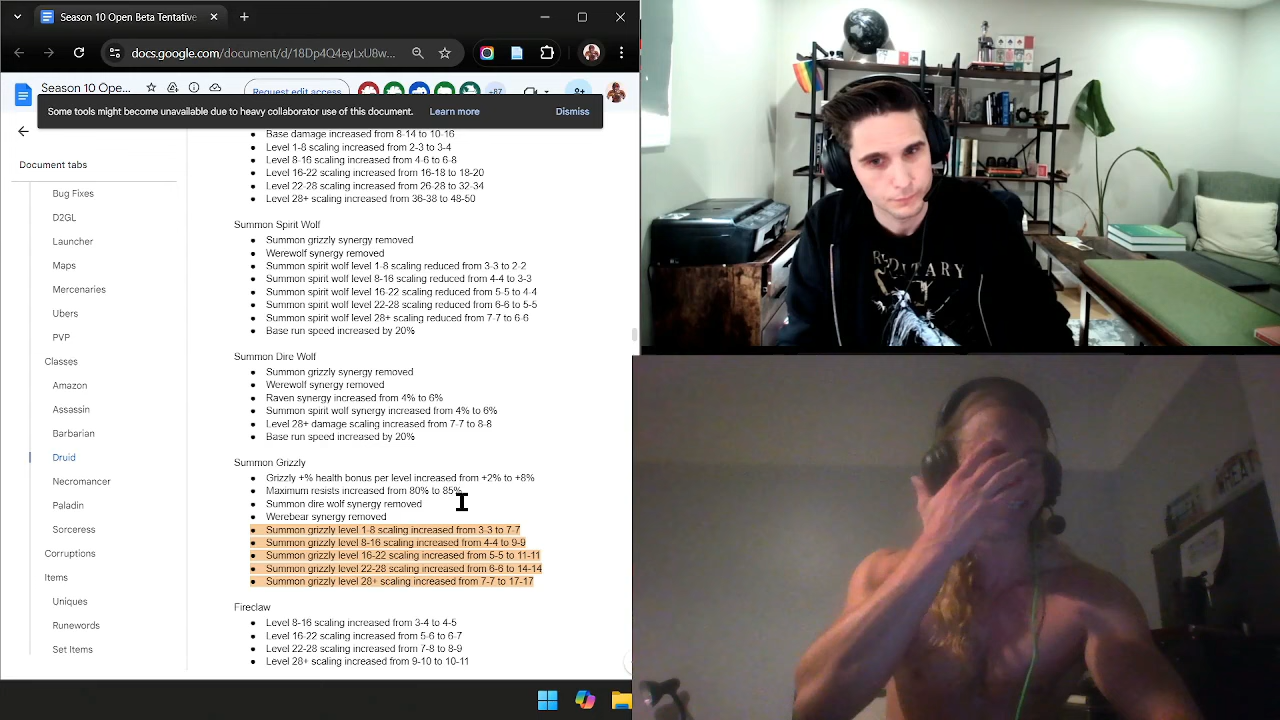 Season 10 Open Beta Tentative
docs.google.com/document/d/18Dp4Q4eyLxU8w...
Season 10 Ope...
Request edit access
+87
9+
Some tools might become unavailable due to heavy collaborator use of this document. Learn more Dismiss
Document tabs
Bug Fixes
D2GL
Launcher
Maps
Mercenaries
Ubers
PVP
Classes
Amazon
Assassin
Barbarian
Druid
Necromancer
Paladin
Sorceress
Corruptions
Items
Uniques
Runewords
Set Items
Base damage increased from 8-14 to 10-16
Level 1-8 scaling increased from 2-3 to 3-4
Level 8-16 scaling increased from 4-6 to 6-8
Level 16-22 scaling increased from 16-18 to 18-20
Level 22-28 scaling increased from 26-28 to 32-34
Level 28+ scaling increased from 36-38 to 48-50
Summon Spirit Wolf
Summon grizzly synergy removed
Werewolf synergy removed
Summon spirit wolf level 1-8 scaling reduced from 3-3 to 2-2
Summon spirit wolf level 8-16 scaling reduced from 4-4 to 3-3
Summon spirit wolf level 16-22 scaling reduced from 5-5 to 4-4
Summon spirit wolf level 22-28 scaling reduced from 6-6 to 5-5
Summon spirit wolf level 28+ scaling reduced from 7-7 to 6-6
Base run speed increased by 20%
Summon Dire Wolf
Summon grizzly synergy removed
Werewolf synergy removed
Raven synergy increased from 4% to 6%
Summon spirit wolf synergy increased from 4% to 6%
Level 28+ damage scaling increased from 7-7 to 8-8
Base run speed increased by 20%
Summon Grizzly
Grizzly +% health bonus per level increased from +2% to +8%
Maximum resists increased from 80% to 85%
Summon dire wolf synergy removed
Werebear synergy removed
Summon grizzly level 1-8 scaling increased from 3-3 to 7-7
Summon grizzly level 8-16 scaling increased from 4-4 to 9-9
Summon grizzly level 16-22 scaling increased from 5-5 to 11-11
Summon grizzly level 22-28 scaling increased from 6-6 to 14-14
Summon grizzly level 28+ scaling increased from 7-7 to 17-17
Fireclaw
Level 8-16 scaling increased from 3-4 to 4-5
Level 16-22 scaling increased from 5-6 to 6-7
Level 22-28 scaling increased from 7-8 to 8-9
Level 28+ scaling increased from 9-10 to 10-11